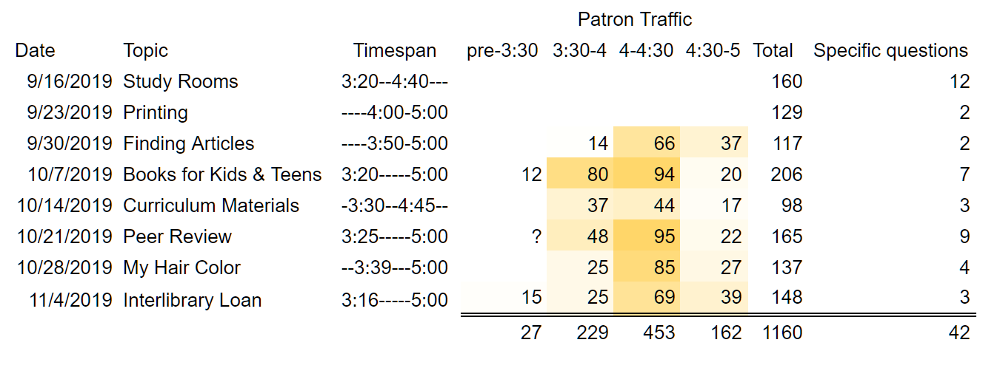 Patron Traffic
Date Topic Timespan pre-3:30 3:30-4 4-4:30 4:30-5 Total Specific questions
9/16/2019 Study Rooms 3:20--4:40--- 160 12
9/23/2019 Printing ----4:00-5:00 129 2
9/30/2019 Finding Articles ----3:50-5:00 14 66 37 117 2
10/7/2019 Books for Kids & Teens 3:20-----5:00 12 80 94 20 206 7
10/14/2019 Curriculum Materials -3:30--4:45-- 37 44 17 98 3
10/21/2019 Peer Review 3:25-----5:00 ? 48 95 22 165 9
10/28/2019 My Hair Color --3:39---5:00 25 85 27 137 4
11/4/2019 Interlibrary Loan 3:16-----5:00 15 25 69 39 148 3
27 229 453 162 1160 42